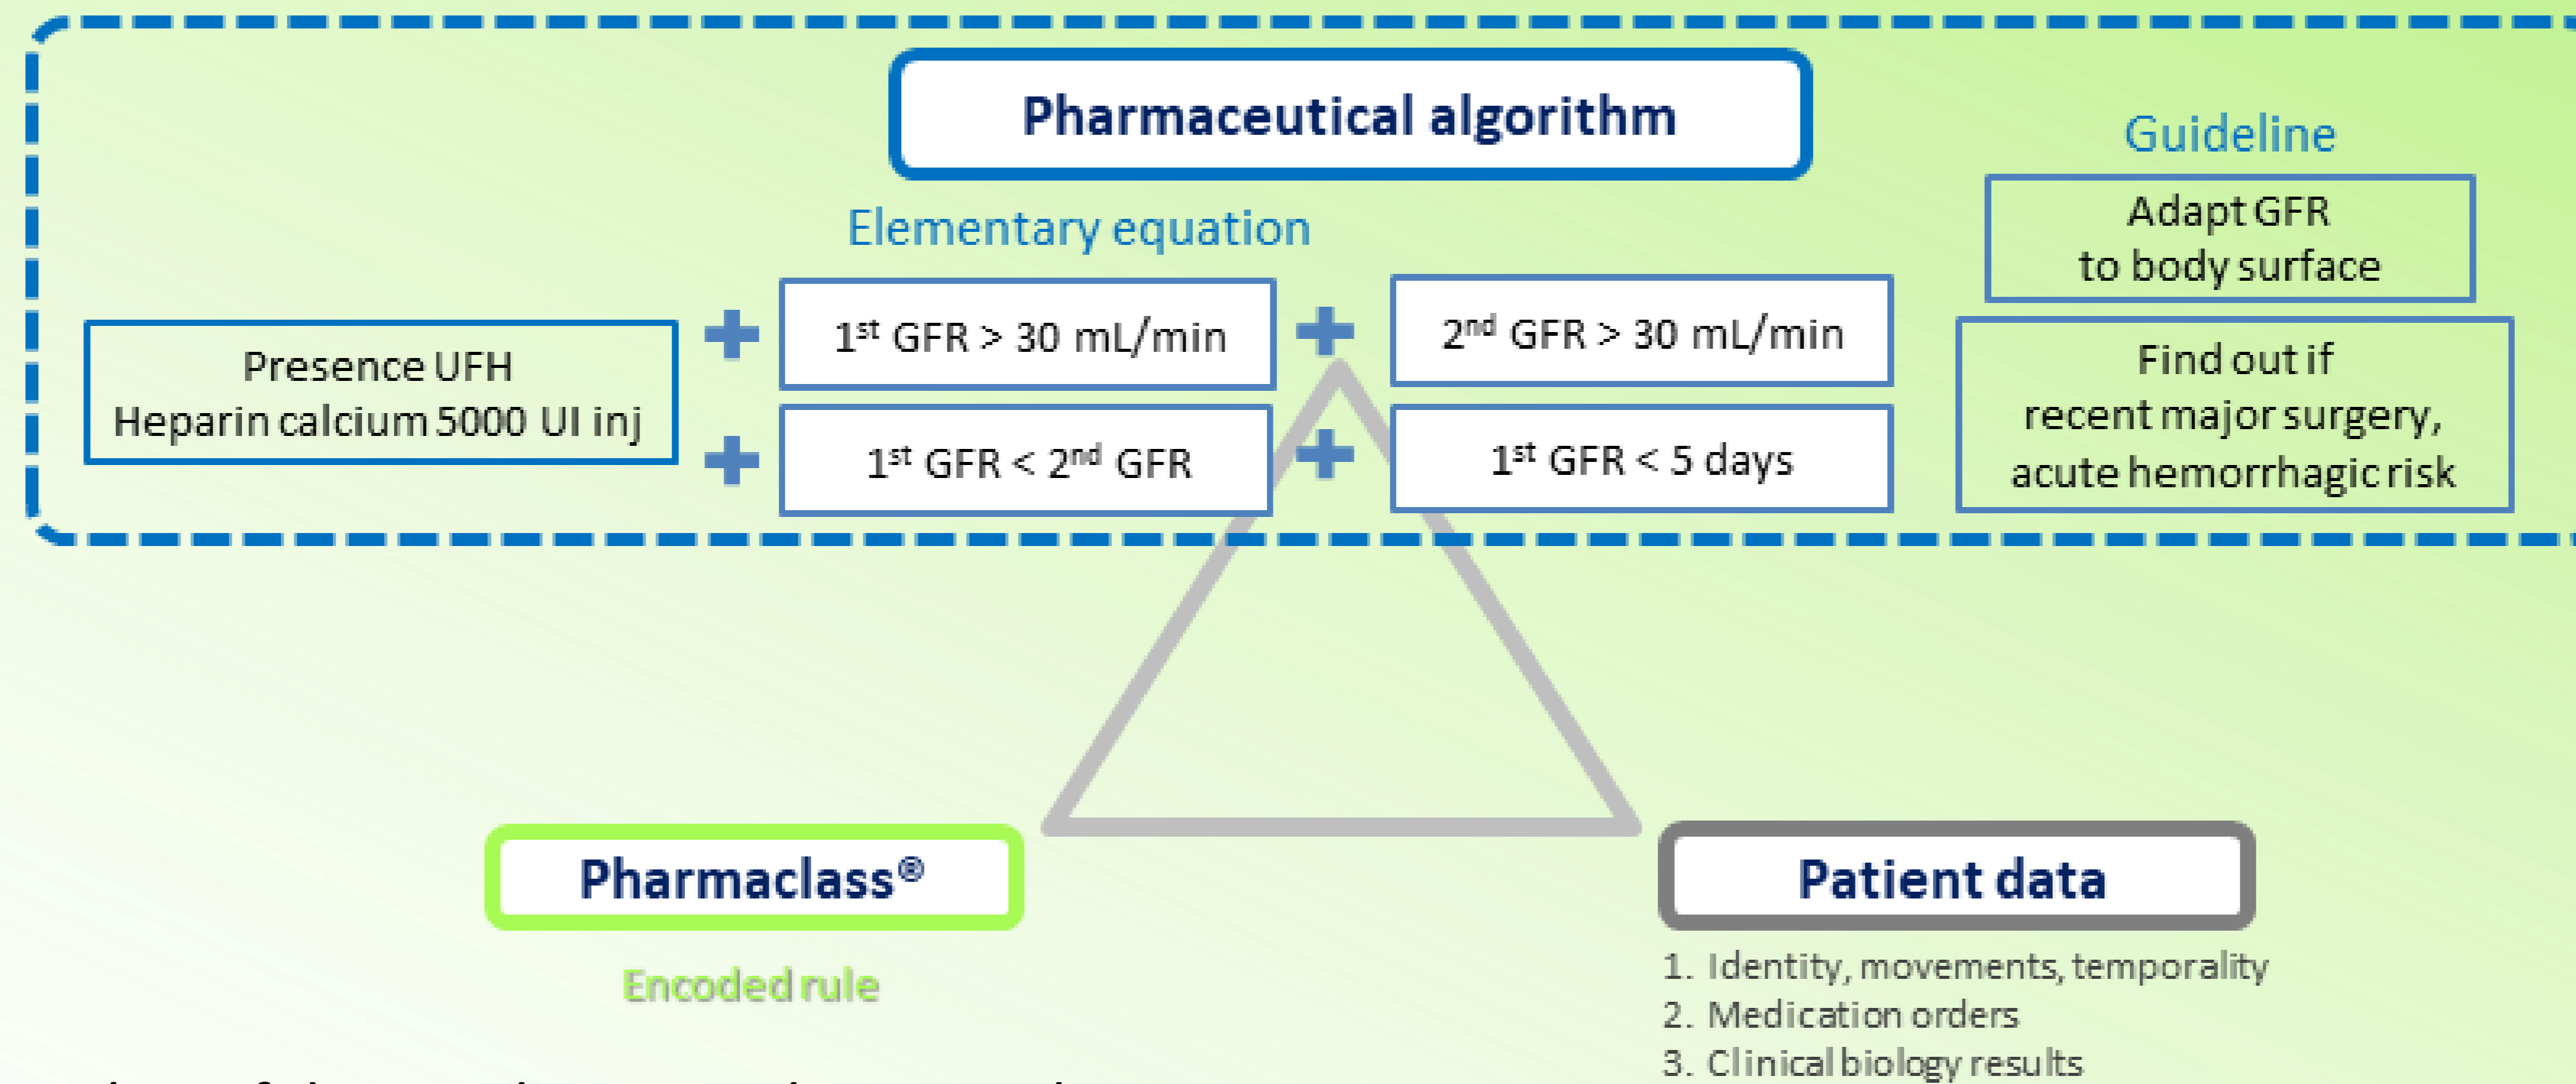 Pharmaceutical algorithm
Elementary equation
Presence UFH
Heparin calcium 5000 UI inj
+
1st GFR > 30 mL/min
+
2nd GFR > 30 mL/min
+
1st GFR < 2nd GFR
+
1st GFR < 5 days
Guideline
Adapt GFR
to body surface
Find out if
recent major surgery,
acute hemorrhagic risk
Pharmaclass®
Encoded rule
Patient data
1. Identity, movements, temporality
2. Medication orders
3. Clinical biology results